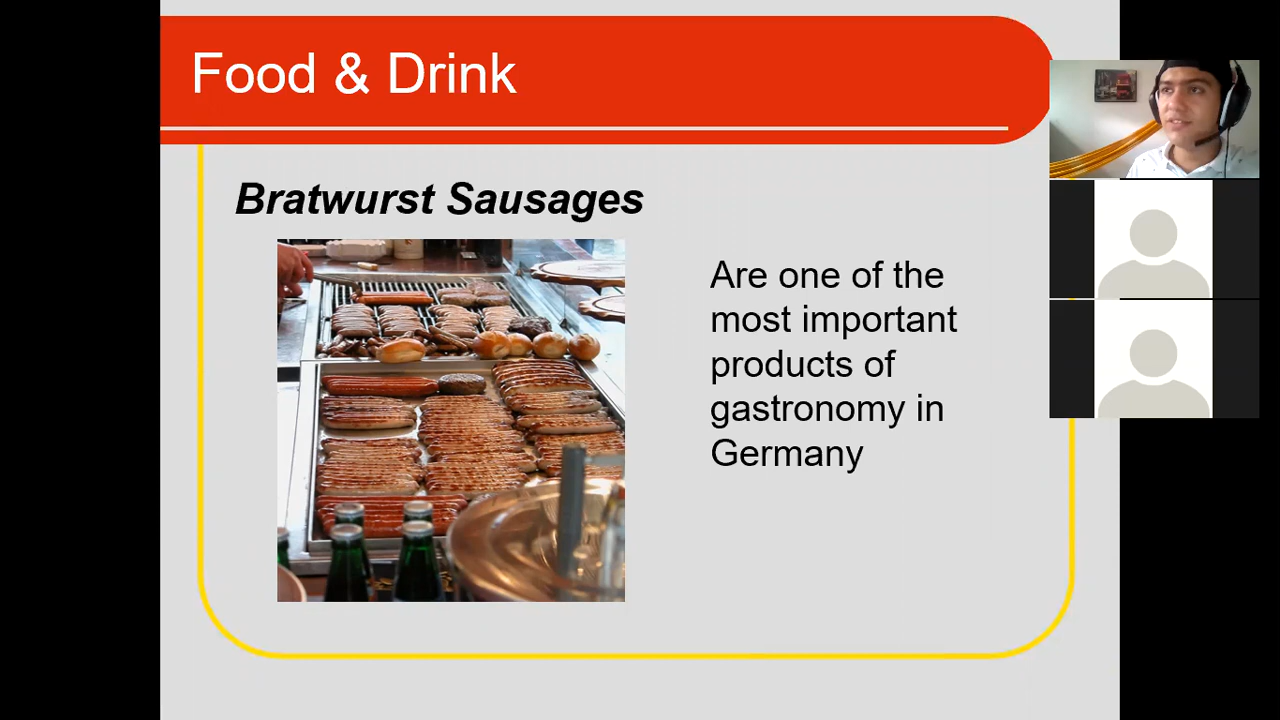 Food & Drink
Bratwurst Sausages
Are one of the
most important
products of
gastronomy in
Germany